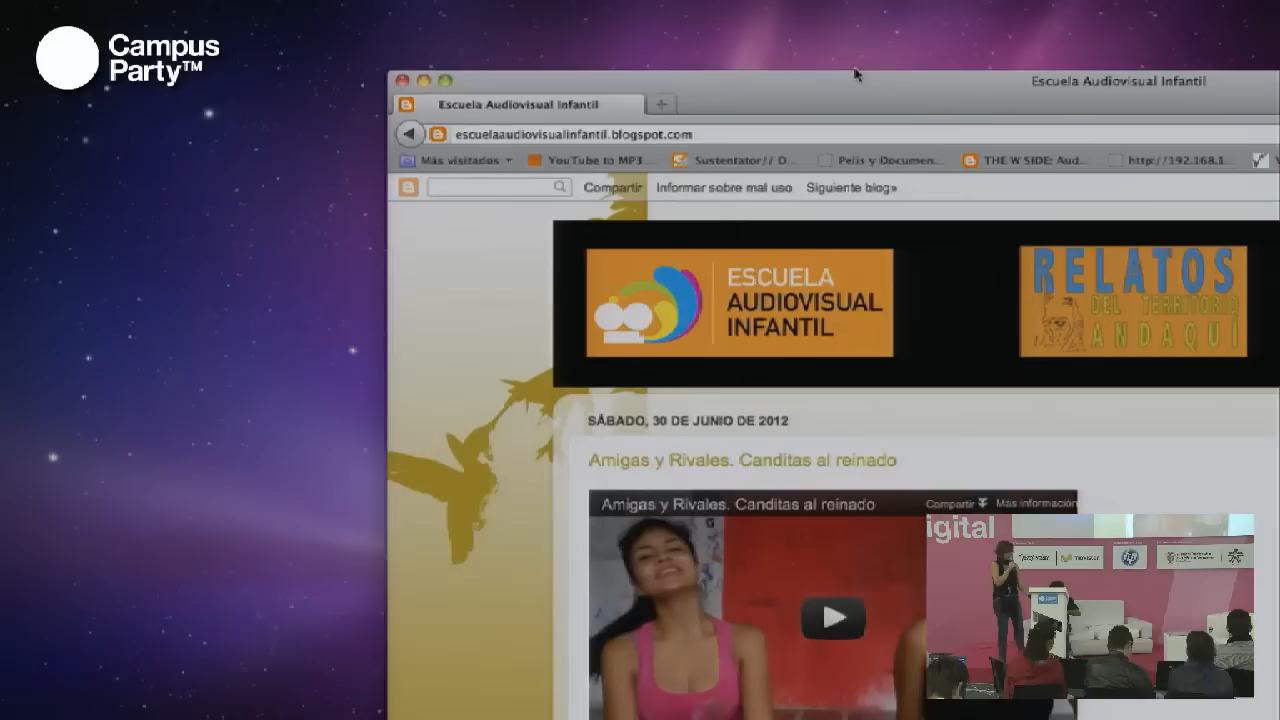 Campus
Party™
Escuela Audiovisual Infantil
Escuela Audiovisual Infantil
escuelaaudiovisualinfantil.blogspot.com
Más visitados
YouTube to MP3...
Sustentator// D...
Pelis y Documen...
THE W SIDE: Aud...
http://192.168.1...
Compartir
Informar sobre mal uso
Siguiente blog»
ESCUELA
AUDIOVISUAL
INFANTIL
RELATOS
DEL TERRITORIO
ANDAQUÍ
SÁBADO, 30 DE JUNIO DE 2012
Amigas y Rivales. Canditas al reinado
Amigas y Rivales. Canditas al reinado
Compartir
Más información
igital
movistar
hp